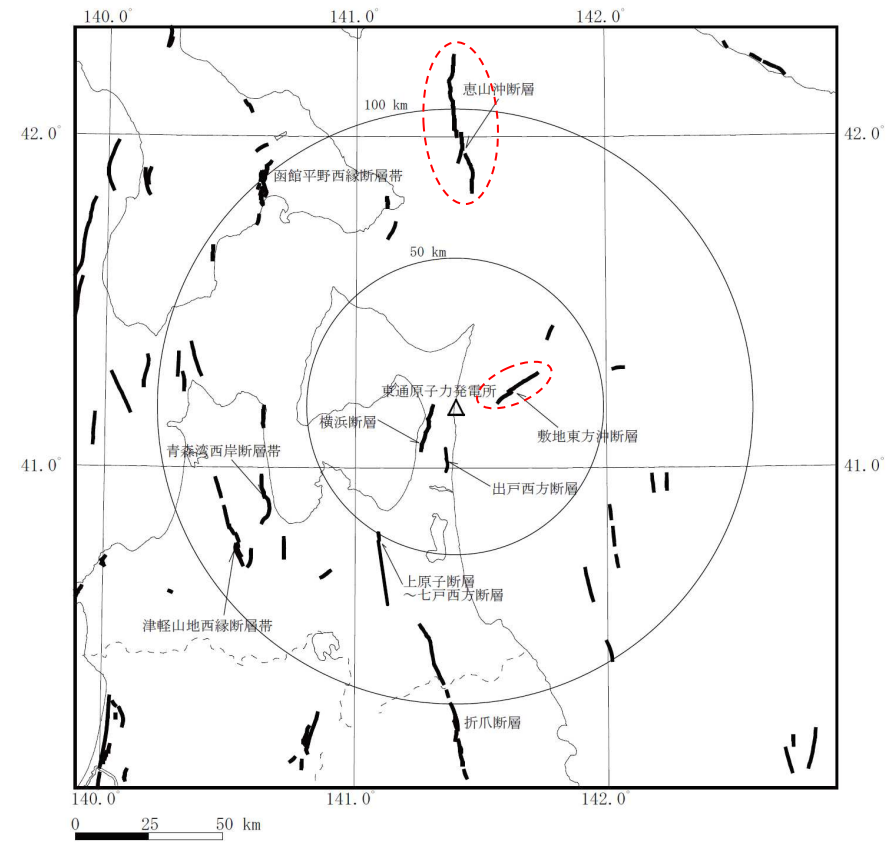 140.0°
141.0°
142.0°
恵山沖断層
100 km
42.0°
42.0°
函館平野西縁断層帯
50 km
東通原子力発電所
横浜断層
敷地東方沖断層
青森湾西岸断層帯
41.0°
41.0°
出戸西方断層
上原子断層
～七戸西方断層
津軽山地西縁断層帯
折爪断層
140.0°
141.0°
142.0°
0 25 50 km